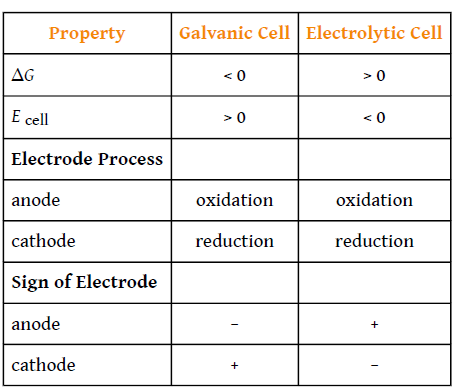 Property Galvanic Cell Electrolytic Cell
ΔG < 0 > 0
E cell > 0 < 0
Electrode Process
anode oxidation oxidation
cathode reduction reduction
Sign of Electrode
anode − +
cathode + −